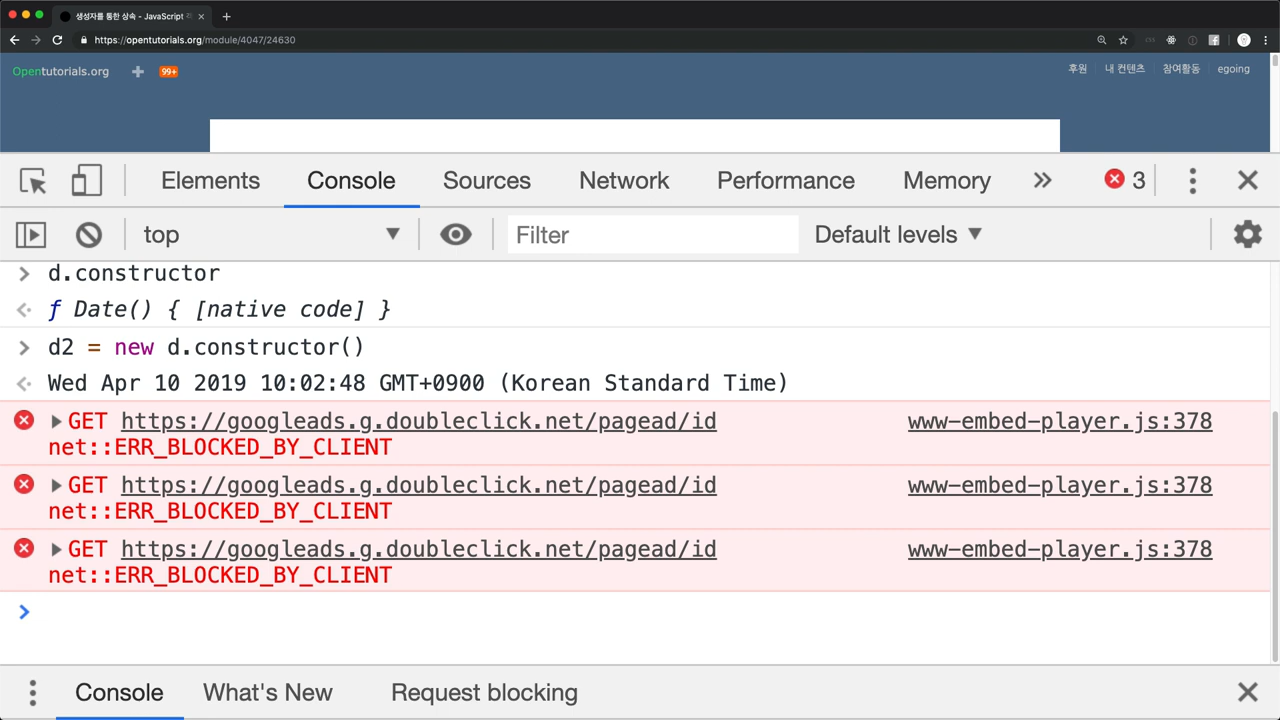 생성자를 통한 상속 - JavaScript
https://opentutorials.org/module/4047/24630
Opentutorials.org 99+ 후원 내 컨텐츠 참여활동 egoing
Elements Console Sources Network Performance Memory 3
top Filter Default levels
d.constructor
ƒ Date() { [native code] }
d2 = new d.constructor()
Wed Apr 10 2019 10:02:48 GMT+0900 (Korean Standard Time)
GET https://googleads.g.doubleclick.net/pagead/id www-embed-player.js:378
net::ERR_BLOCKED_BY_CLIENT
GET https://googleads.g.doubleclick.net/pagead/id www-embed-player.js:378
net::ERR_BLOCKED_BY_CLIENT
GET https://googleads.g.doubleclick.net/pagead/id www-embed-player.js:378
net::ERR_BLOCKED_BY_CLIENT
Console What's New Request blocking